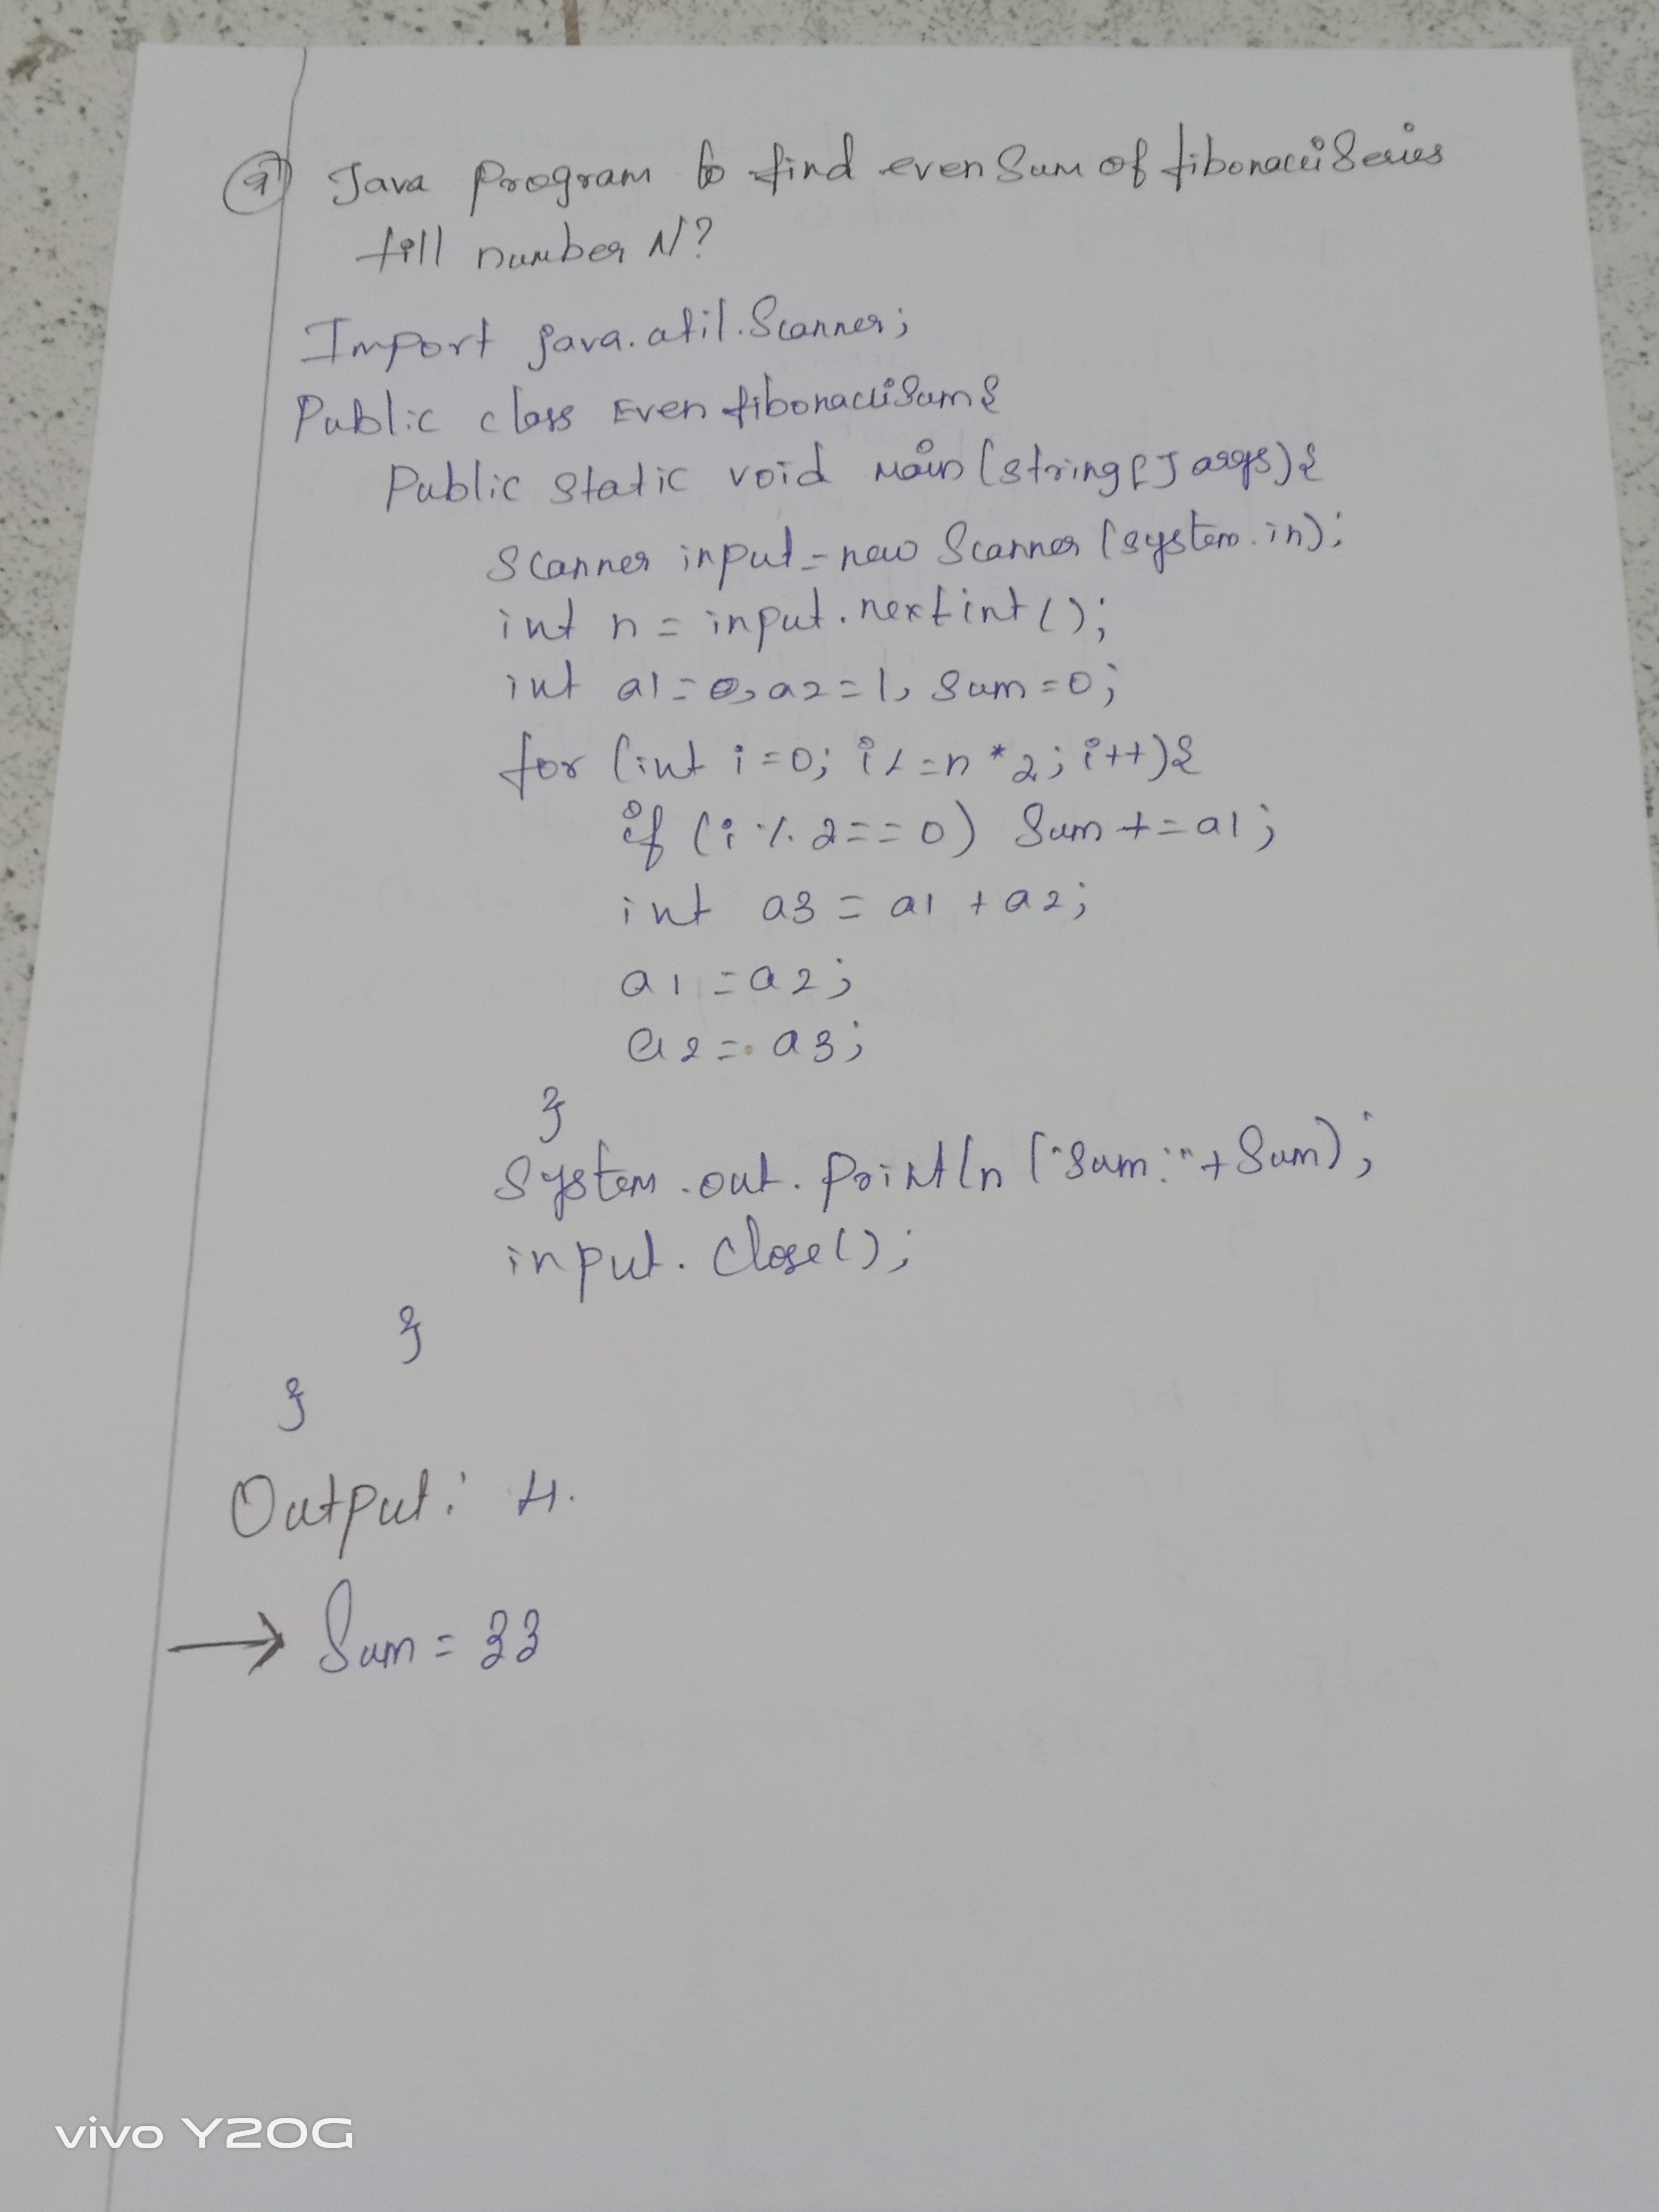 9) Java Program to find even Sum of fibonacci Series
till number N?
Import java.util.Scanner;
Public class Even fibonacciSum{
Public static void main (string [] args) {
Scanner input = new Scanner (system.in);
int n = input.nextint ();
int a1=0, a2=1, sum=0;
for (int i=0; i<=n*2; i++){
if (i % 2==0) Sum += a1;
int a3 = a1 + a2;
a1 = a2;
a2 = a3;
}
System.out.println ("Sum:"+Sum);
input.close();
}
}
Output: 4.
→ Sum = 33
vivo Y20G